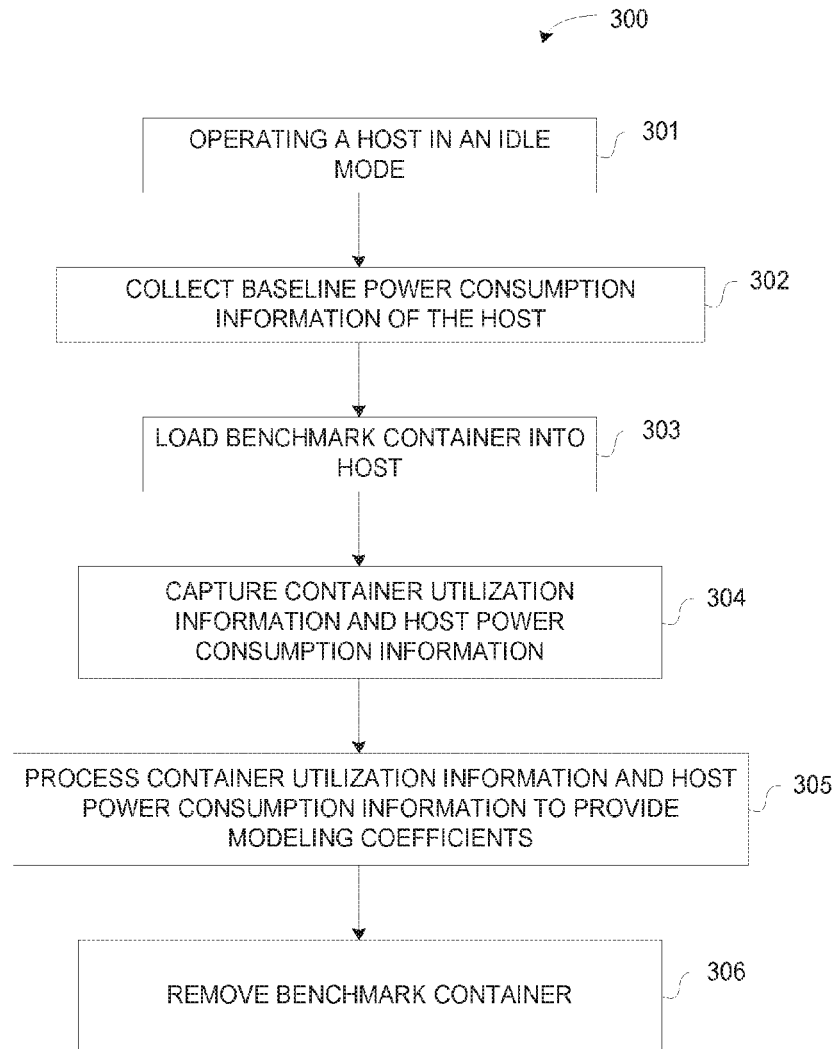 300
OPERATING A HOST IN AN IDLE
MODE
301
COLLECT BASELINE POWER CONSUMPTION
INFORMATION OF THE HOST
302
LOAD BENCHMARK CONTAINER INTO
HOST
303
CAPTURE CONTAINER UTILIZATION
INFORMATION AND HOST POWER
CONSUMPTION INFORMATION
304
PROCESS CONTAINER UTILIZATION INFORMATION AND HOST
POWER CONSUMPTION INFORMATION TO PROVIDE
MODELING COEFFICIENTS
305
REMOVE BENCHMARK CONTAINER
306